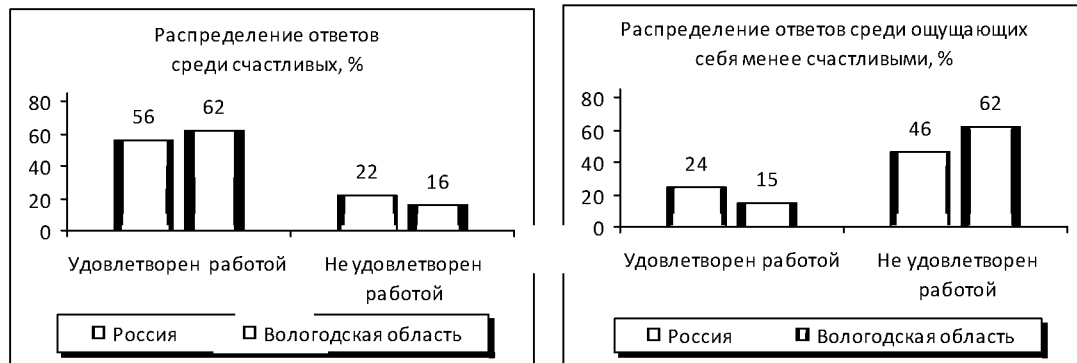 Распределение ответов
среди счастливых, %
80
60
40
20
0
56
62
22
16
Удовлетворен работой
Не удовлетворен
работой
Россия
Вологодская область
Распределение ответов среди ощущающих
себя менее счастливыми, %
80
60
40
20
0
24
15
46
62
Удовлетворен работой
Не удовлетворен
работой
Россия
Вологодская область